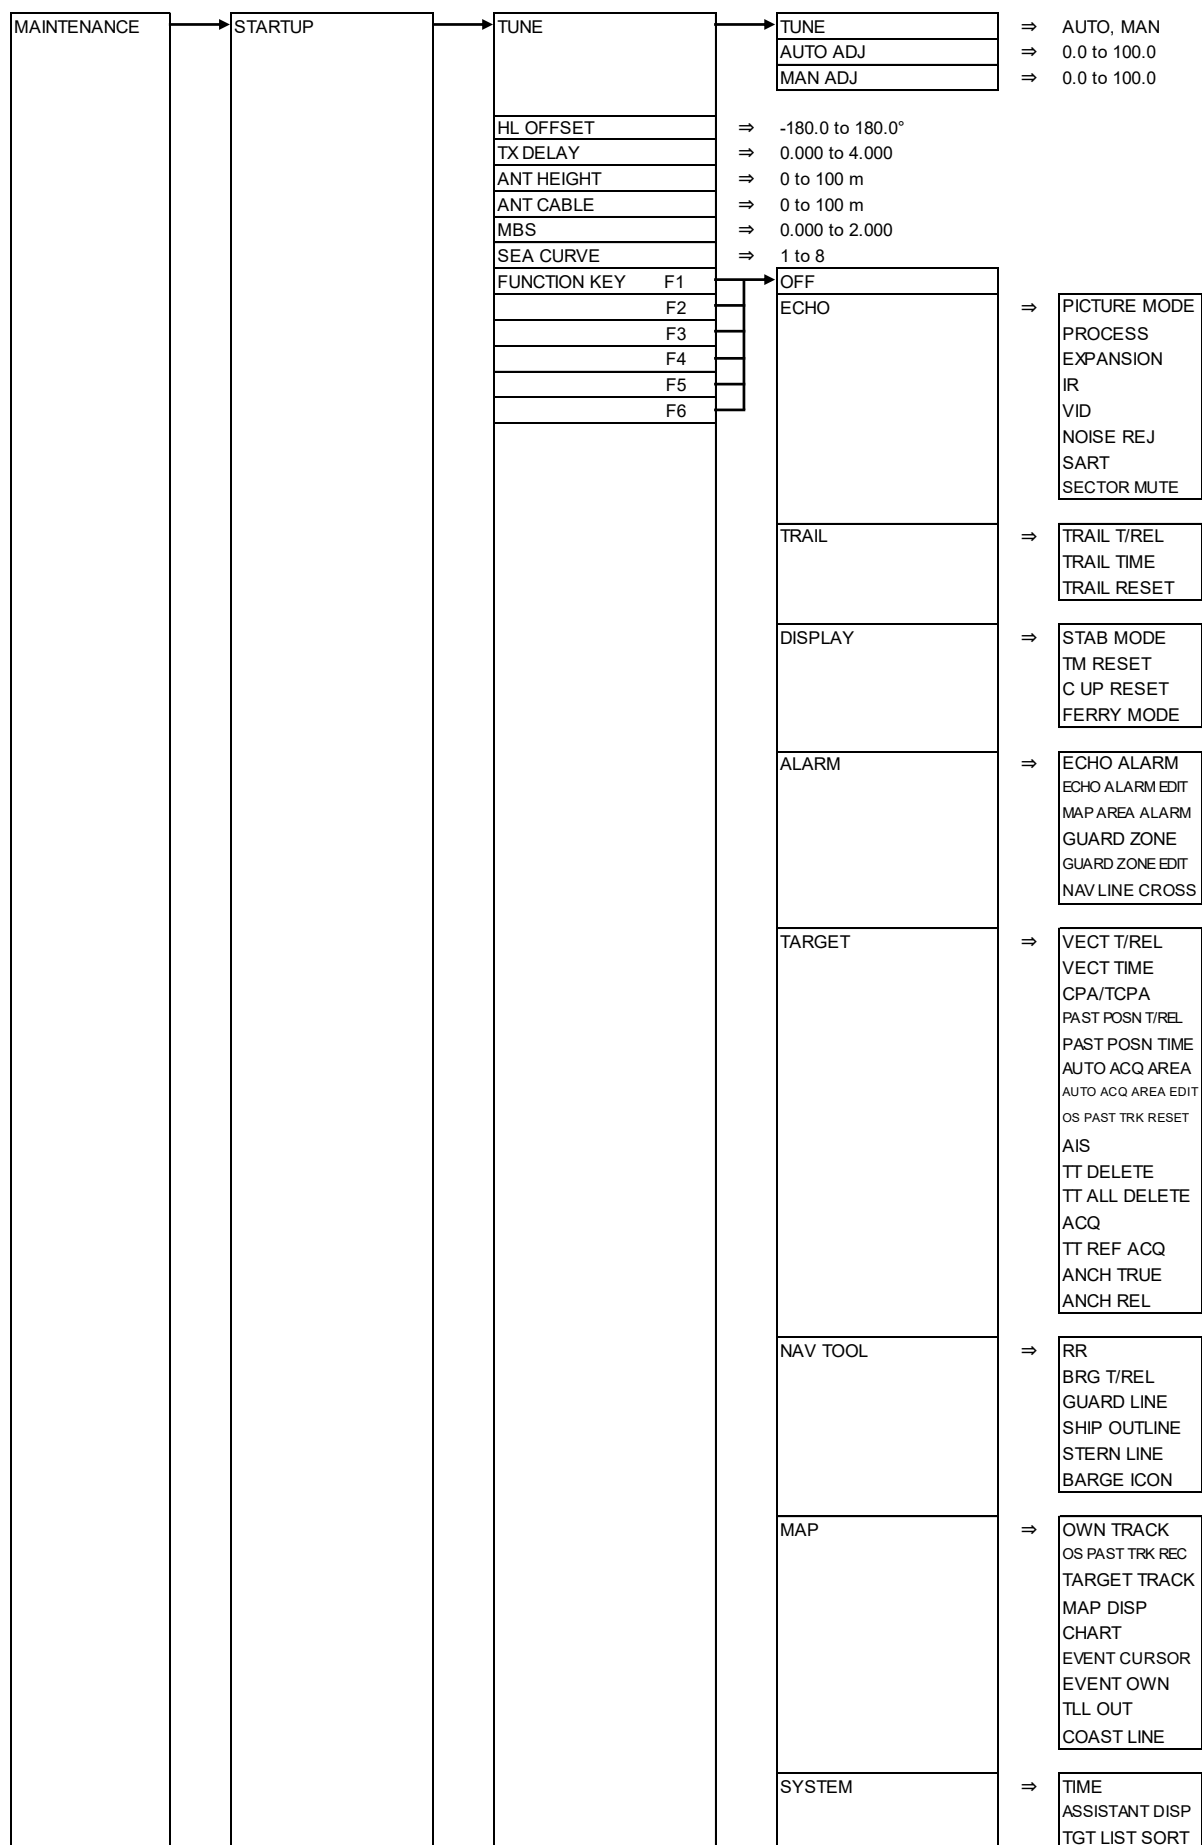 MAINTENANCE STARTUP TUNE TUNE ⇒ AUTO, MAN
AUTO ADJ ⇒ 0.0 to 100.0
MAN ADJ ⇒ 0.0 to 100.0
HL OFFSET ⇒ -180.0 to 180.0°
TX DELAY ⇒ 0.000 to 4.000
ANT HEIGHT ⇒ 0 to 100 m
ANT CABLE ⇒ 0 to 100 m
MBS ⇒ 0.000 to 2.000
SEA CURVE ⇒ 1 to 8
FUNCTION KEY F1 OFF
F2 ECHO ⇒ PICTURE MODE
F3 PROCESS
F4 EXPANSION
F5 IR
F6 VID
NOISE REJ
SART
SECTOR MUTE
TRAIL ⇒ TRAIL T/REL
TRAIL TIME
TRAIL RESET
DISPLAY ⇒ STAB MODE
TM RESET
C UP RESET
FERRY MODE
ALARM ⇒ ECHO ALARM
ECHO ALARM EDIT
MAP AREA ALARM
GUARD ZONE
GUARD ZONE EDIT
NAV LINE CROSS
TARGET ⇒ VECT T/REL
VECT TIME
CPA/TCPA
PAST POSN T/REL
PAST POSN TIME
AUTO ACQ AREA
AUTO ACQ AREA EDIT
OS PAST TRK RESET
AIS
TT DELETE
TT ALL DELETE
ACQ
TT REF ACQ
ANCH TRUE
ANCH REL
NAV TOOL ⇒ RR
BRG T/REL
GUARD LINE
SHIP OUTLINE
STERN LINE
BARGE ICON
MAP ⇒ OWN TRACK
OS PAST TRK REC
TARGET TRACK
MAP DISP
CHART
EVENT CURSOR
EVENT OWN
TLL OUT
COAST LINE
SYSTEM ⇒ TIME
ASSISTANT DISP
TGT LIST SORT